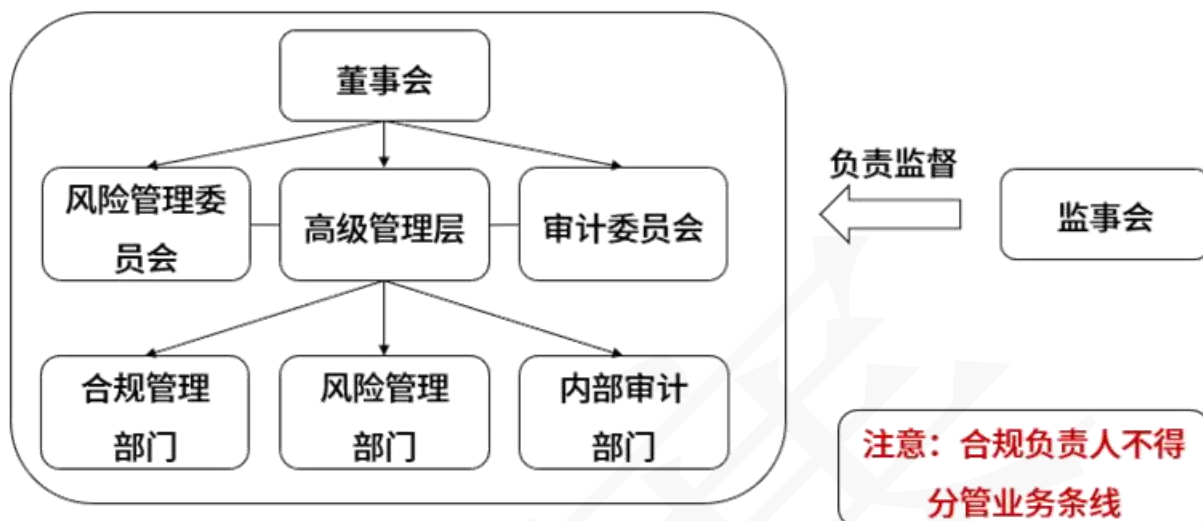 董事会
风险管理委
员会
高级管理层
审计委员会
负责监督
监事会
合规管理
部门
风险管理
部门
内部审计
部门
注意：合规负责人不得
分管业务条线